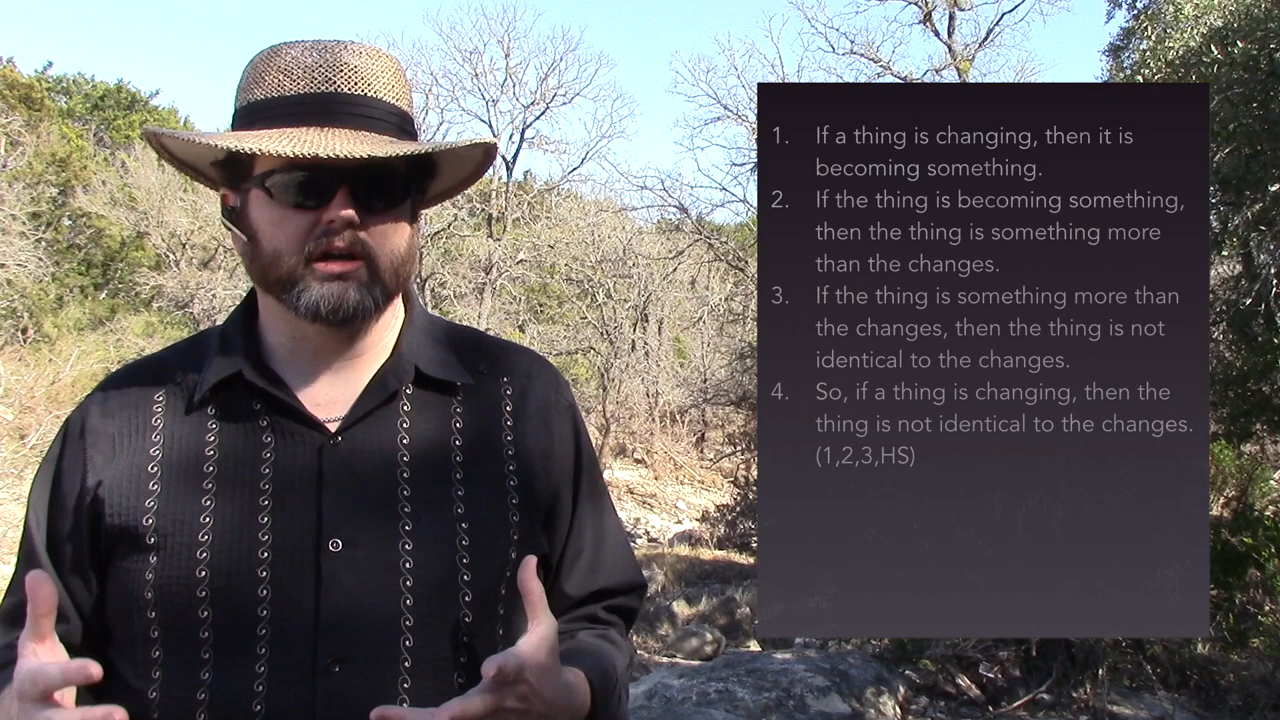 1. If a thing is changing, then it is
becoming something.
2. If the thing is becoming something,
then the thing is something more
than the changes.
3. If the thing is something more than
the changes, then the thing is not
identical to the changes.
4. So, if a thing is changing, then the
thing is not identical to the changes.
(1,2,3,HS)